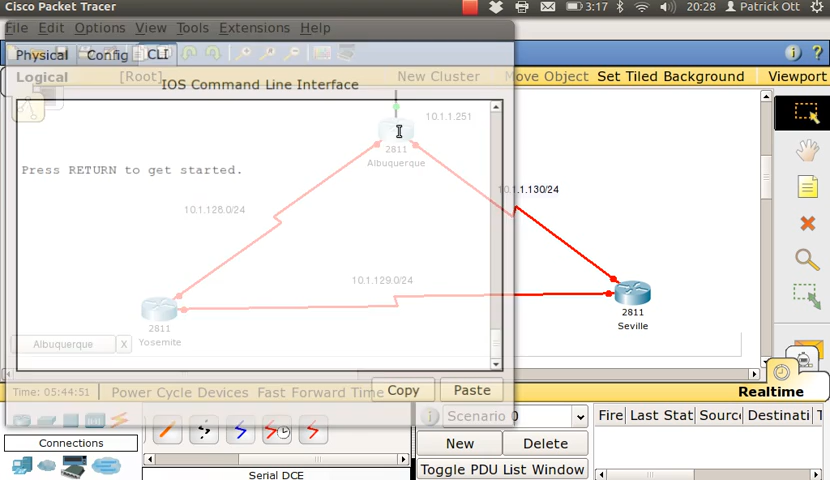 Cisco Packet Tracer
3:17
20:28
Patrick Ott
File Edit Options View Tools Extensions Help
Physical Config CLI
Logical
[Root]
New Cluster
Move Object
Set Tiled Background
Viewport
IOS Command Line Interface
Press RETURN to get started.
10.1.1.251
2811
Albuquerque
10.1.1.130/24
10.1.128.0/24
10.1.129.0/24
2811
Yosemite
2811
Seville
Albuquerque X
Copy
Paste
Time: 05:44:51
Power Cycle Devices Fast Forward Time
Realtime
Scenario 0
Fire Last Stat Source Destinati
Connections
New
Delete
Toggle PDU List Window
Serial DCE